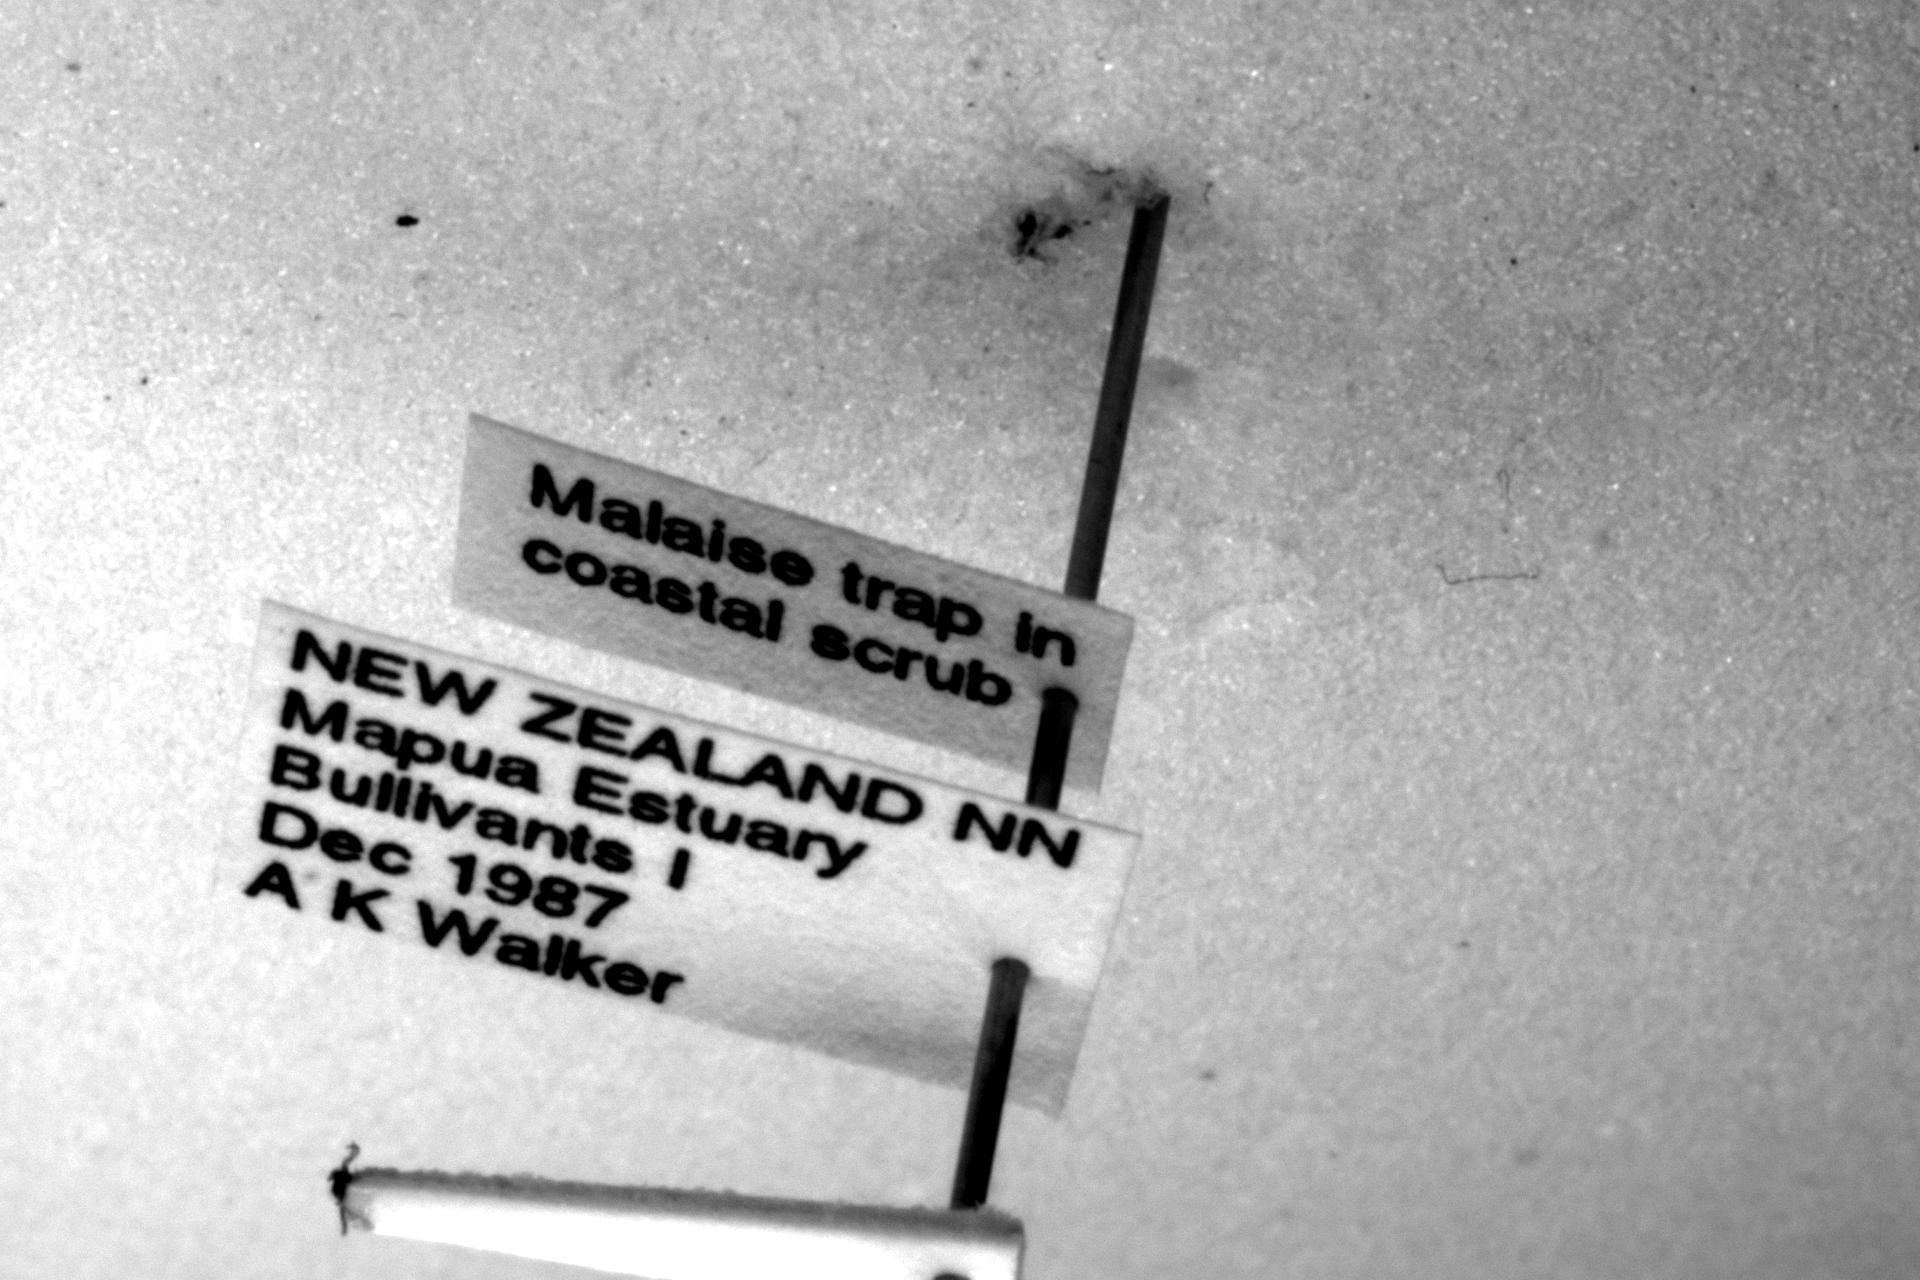 Malaise trap in
coastal scrub
NEW ZEALAND NN
Mapua Estuary
Bullivants I
Dec 1987
A K Walker